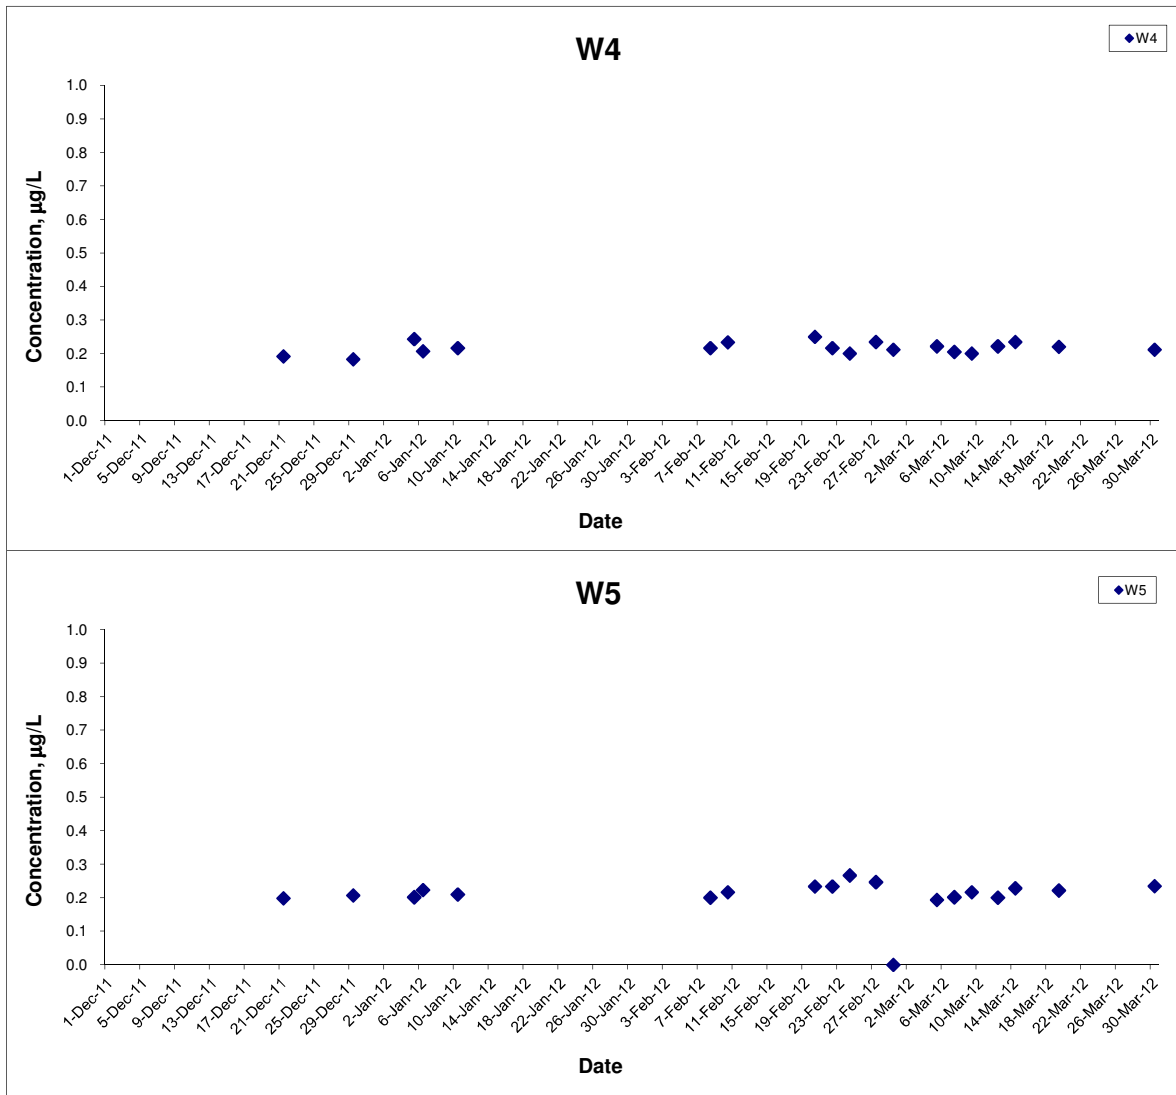 W4
W4
1.0
0.9
0.8
0.7
0.6
0.5
0.4
0.3
0.2
0.1
0.0
Concentration, µg/L
1-Dec-11
5-Dec-11
9-Dec-11
13-Dec-11
17-Dec-11
21-Dec-11
25-Dec-11
29-Dec-11
2-Jan-12
6-Jan-12
10-Jan-12
14-Jan-12
18-Jan-12
22-Jan-12
26-Jan-12
30-Jan-12
3-Feb-12
7-Feb-12
11-Feb-12
15-Feb-12
19-Feb-12
23-Feb-12
27-Feb-12
2-Mar-12
6-Mar-12
10-Mar-12
14-Mar-12
18-Mar-12
22-Mar-12
26-Mar-12
30-Mar-12
Date
W5
W5
1.0
0.9
0.8
0.7
0.6
0.5
0.4
0.3
0.2
0.1
0.0
Concentration, µg/L
1-Dec-11
5-Dec-11
9-Dec-11
13-Dec-11
17-Dec-11
21-Dec-11
25-Dec-11
29-Dec-11
2-Jan-12
6-Jan-12
10-Jan-12
14-Jan-12
18-Jan-12
22-Jan-12
26-Jan-12
30-Jan-12
3-Feb-12
7-Feb-12
11-Feb-12
15-Feb-12
19-Feb-12
23-Feb-12
27-Feb-12
2-Mar-12
6-Mar-12
10-Mar-12
14-Mar-12
18-Mar-12
22-Mar-12
26-Mar-12
30-Mar-12
Date